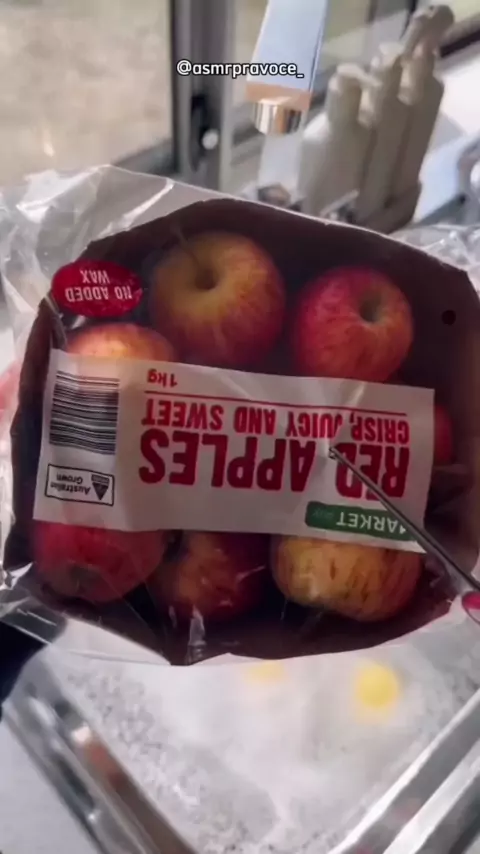 @asmrpravoce_
NO ADDED
WAX
MARKET
RED APPLES
CRISP, JUICY AND SWEET
1kg
Australian
Grown